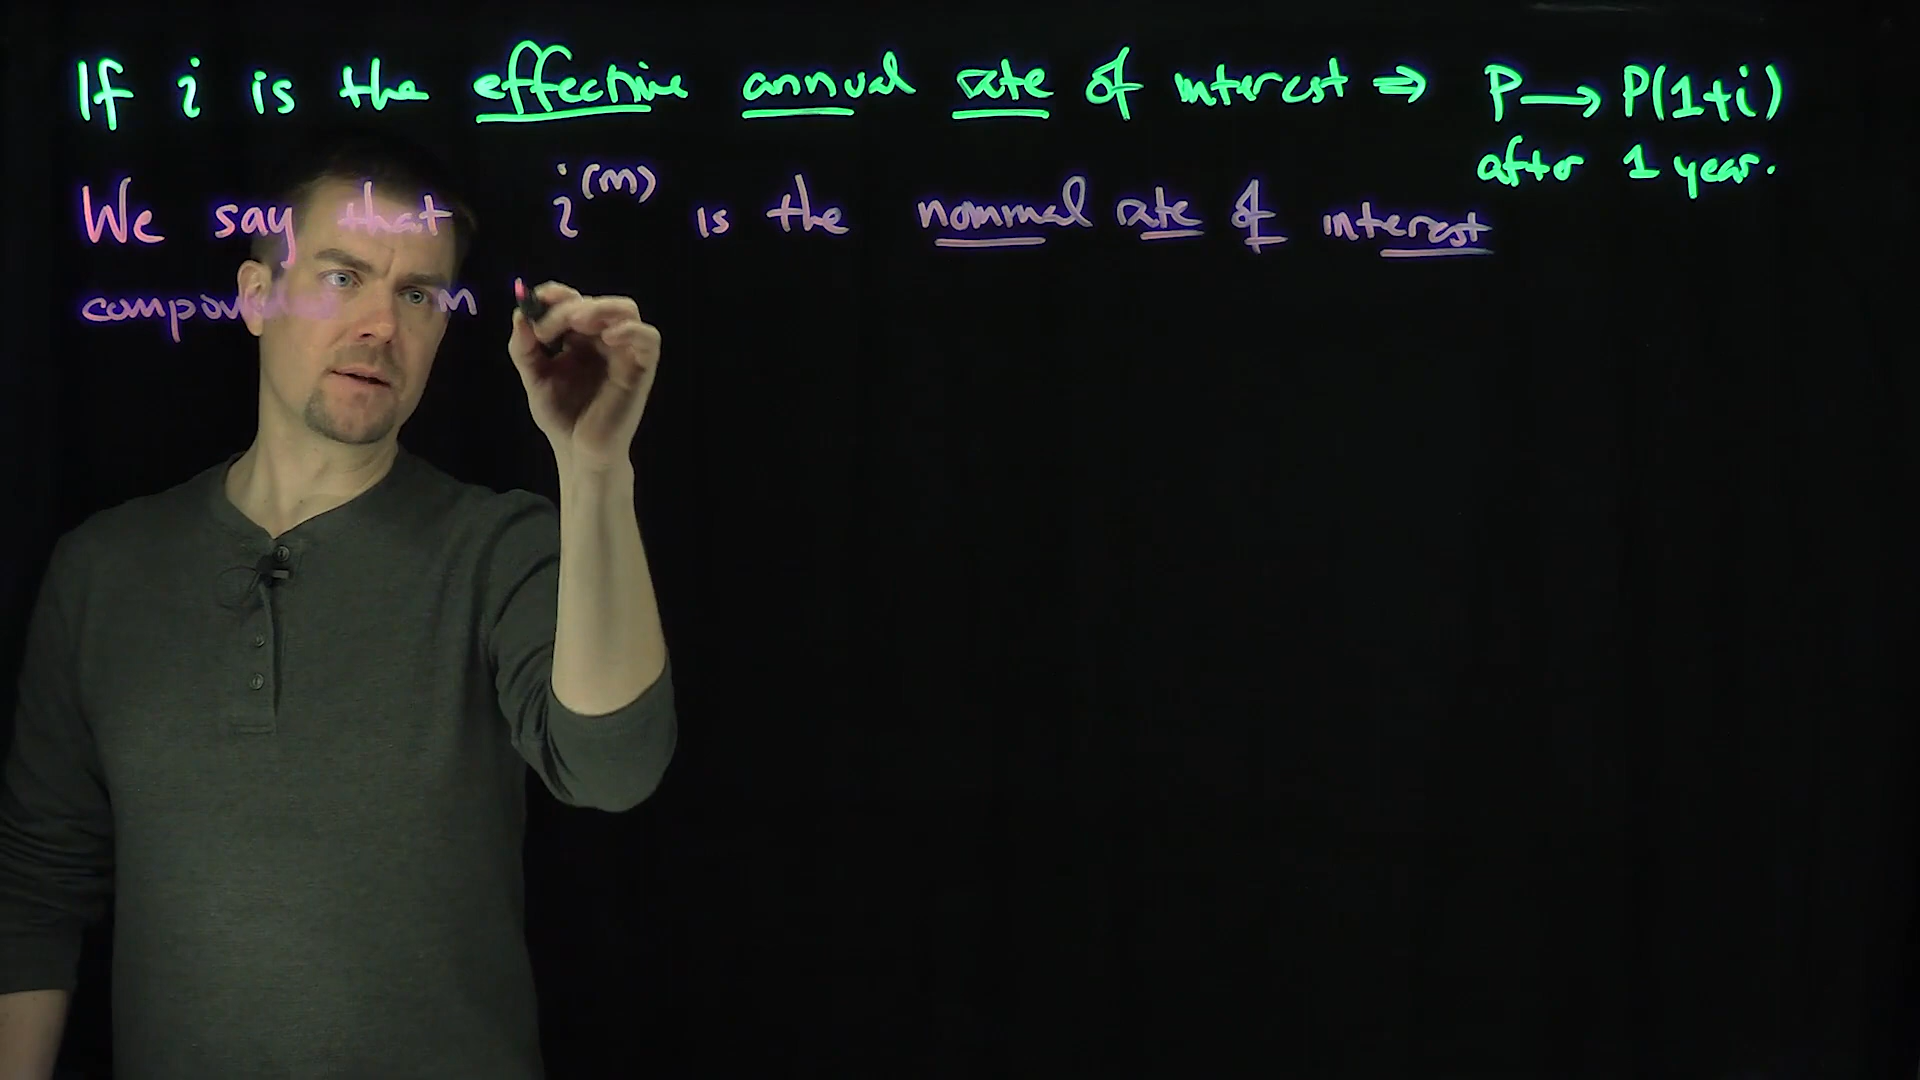 If i is the effective annual rate of interest ⇒ P → P(1+i)
after 1 year.
We say that i^(m) is the nominal rate of interest
compounded m